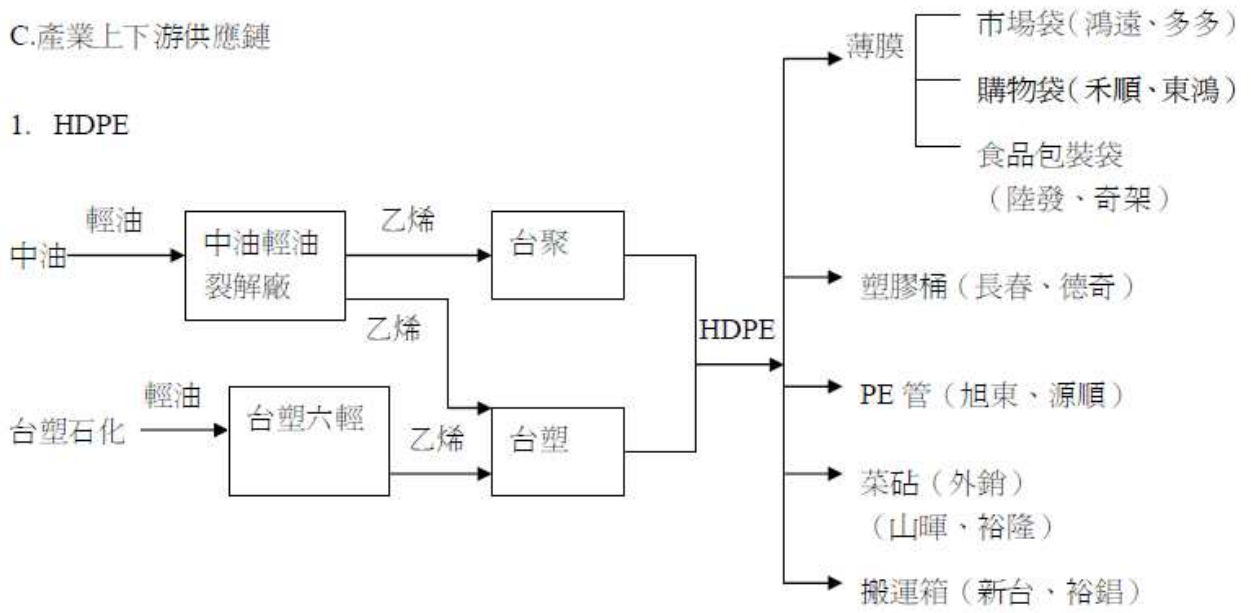 C.產業上下游供應鏈
1. HDPE
中油
輕油
中油輕油
裂解廠
乙烯
台聚
乙烯
台塑石化
輕油
台塑六輕
乙烯
台塑
HDPE
薄膜
市場袋(鴻遠、多多)
購物袋(禾順、東鴻)
食品包裝袋
(陸發、奇架)
塑膠桶(長春、德奇)
PE 管(旭東、源順)
菜砧(外銷)
(山暉、裕隆)
搬運箱(新台、裕錩)